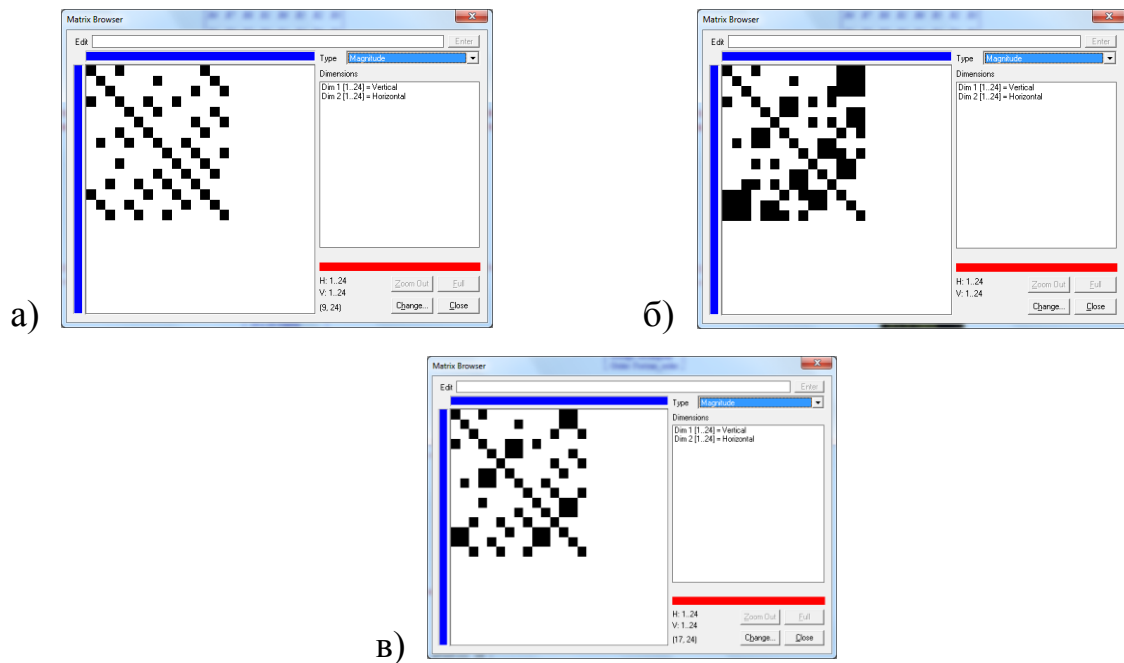 Matrix Browser
Edit
Enter
Type
Magnitude
Dimensions
Dim 1 [1..24] = Vertical
Dim 2 [1..24] = Horizontal
H: 1..24
V: 1..24
(9, 24)
Zoom Out
Full
Change...
Close
а)
Matrix Browser
Edit
Enter
Type
Magnitude
Dimensions
Dim 1 [1..24] = Vertical
Dim 2 [1..24] = Horizontal
H: 1..24
V: 1..24
Zoom Out
Full
Change...
Close
б)
Matrix Browser
Edit
Enter
Type
Magnitude
Dimensions
Dim 1 [1..24] = Vertical
Dim 2 [1..24] = Horizontal
H: 1..24
V: 1..24
(17, 24)
Zoom Out
Full
Change...
Close
в)